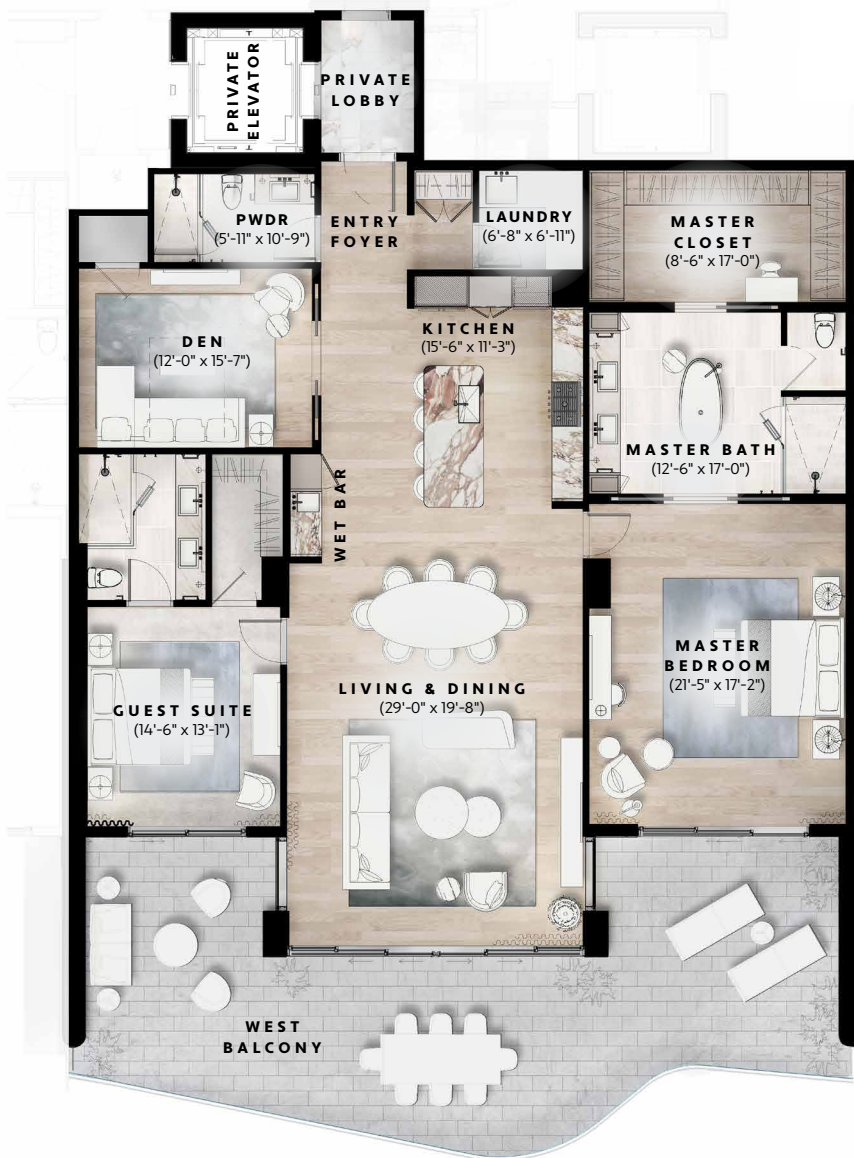 PRIVATE
ELEVATOR
PRIVATE
LOBBY
PWDR
(5'-11" x 10'-9")
ENTRY
FOYER
LAUNDRY
(6'-8" x 6'-11")
MASTER
CLOSET
(8'-6" x 17'-0")
DEN
(12'-0" x 15'-7")
KITCHEN
(15'-6" x 11'-3")
MASTER BATH
(12'-6" x 17'-0")
WET BAR
MASTER
BEDROOM
(21'-5" x 17'-2")
GUEST SUITE
(14'-6" x 13'-1")
LIVING & DINING
(29'-0" x 19'-8")
WEST
BALCONY